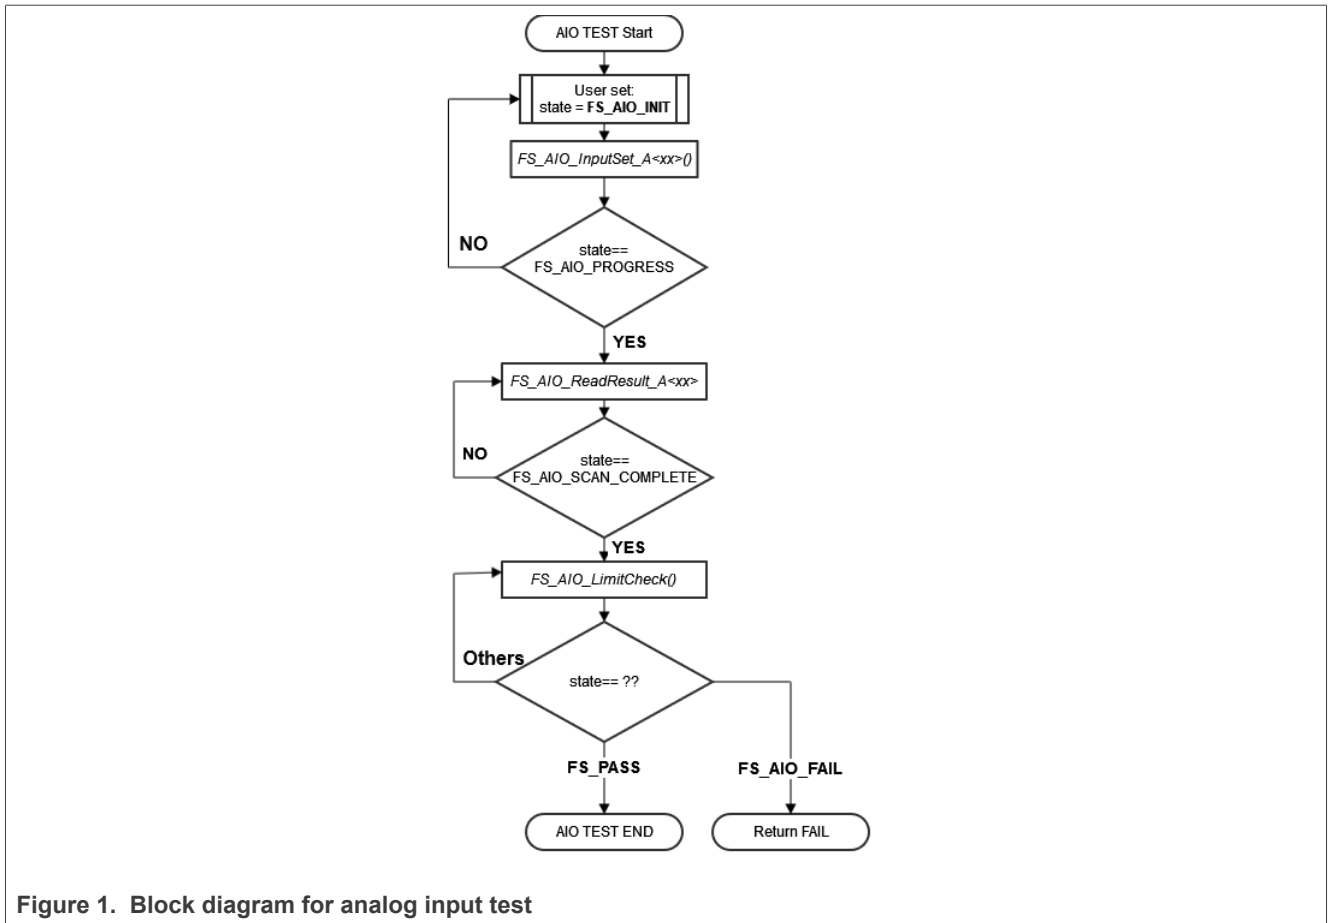 AIO TEST Start
User set:
state = FS_AIO_INIT
FS_AIO_InputSet_A<xx>()
state==
FS_AIO_PROGRESS
NO
YES
FS_AIO_ReadResult_A<xx>
state==
FS_AIO_SCAN_COMPLETE
NO
YES
FS_AIO_LimitCheck()
Others
state== ??
FS_PASS
FS_AIO_FAIL
AIO TEST END
Return FAIL
Figure 1. Block diagram for analog input test